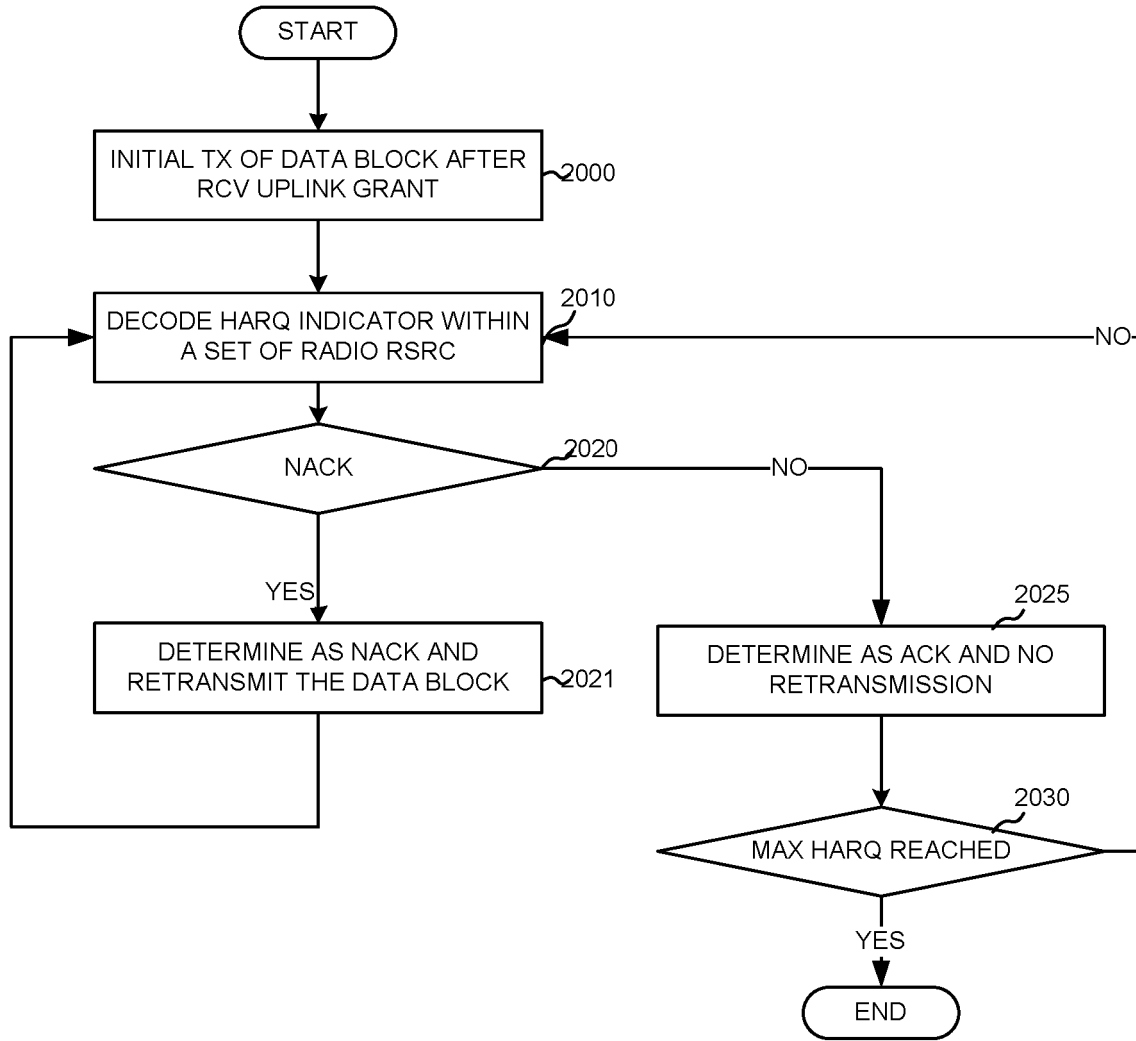 START
INITIAL TX OF DATA BLOCK AFTER
RCV UPLINK GRANT
2000
DECODE HARQ INDICATOR WITHIN
A SET OF RADIO RSRC
2010
NO
NACK
2020
NO
YES
DETERMINE AS NACK AND
RETRANSMIT THE DATA BLOCK
2021
2025
DETERMINE AS ACK AND NO
RETRANSMISSION
2030
MAX HARQ REACHED
YES
END